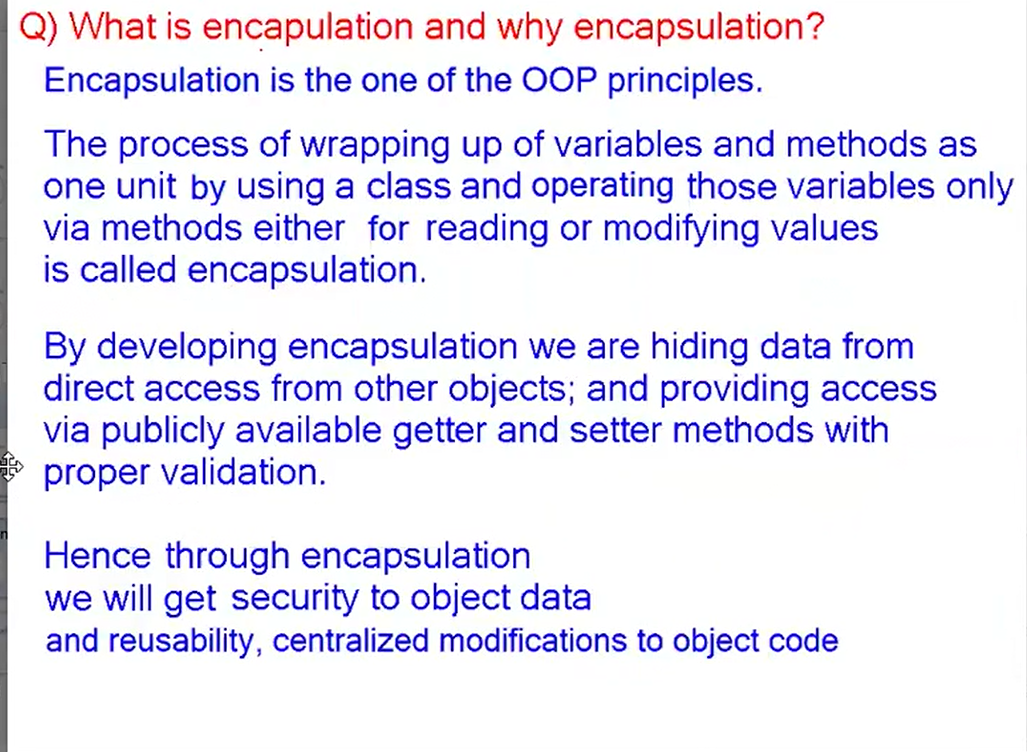 Q) What is encapulation and why encapsulation?
Encapsulation is the one of the OOP principles.
The process of wrapping up of variables and methods as
one unit by using a class and operating those variables only
via methods either for reading or modifying values
is called encapsulation.
By developing encapsulation we are hiding data from
direct access from other objects; and providing access
via publicly available getter and setter methods with
proper validation.
n
Hence through encapsulation
we will get security to object data
and reusability, centralized modifications to object code